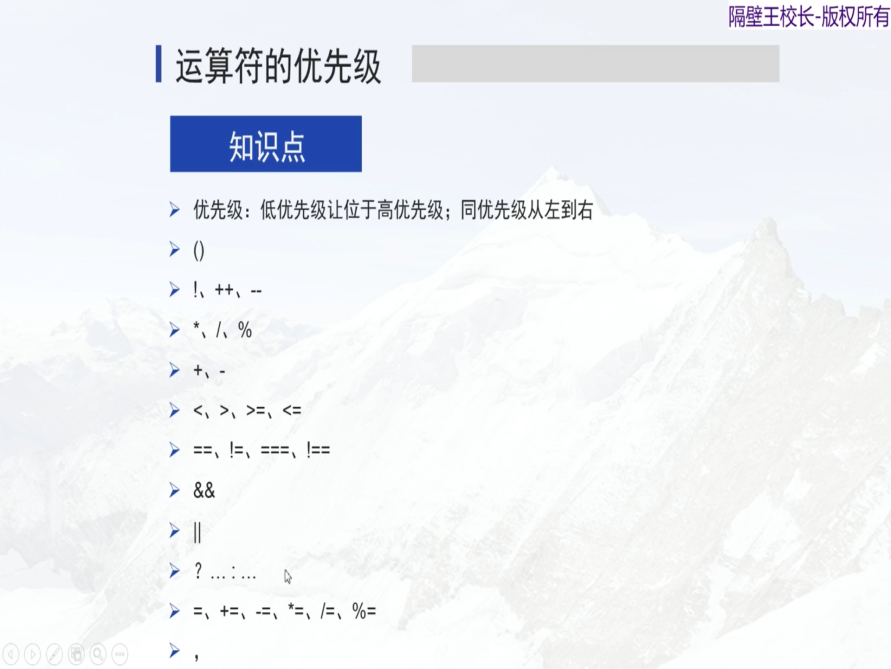 隔壁王校长-版权所有
运算符的优先级
知识点
优先级：低优先级让位于高优先级；同优先级从左到右
()
!、++、--
*、/、%
+、-
<、>、>=、<=
==、!=、===、!==
&&
||
？… : …
=、+=、-=、*=、/=、%=
，